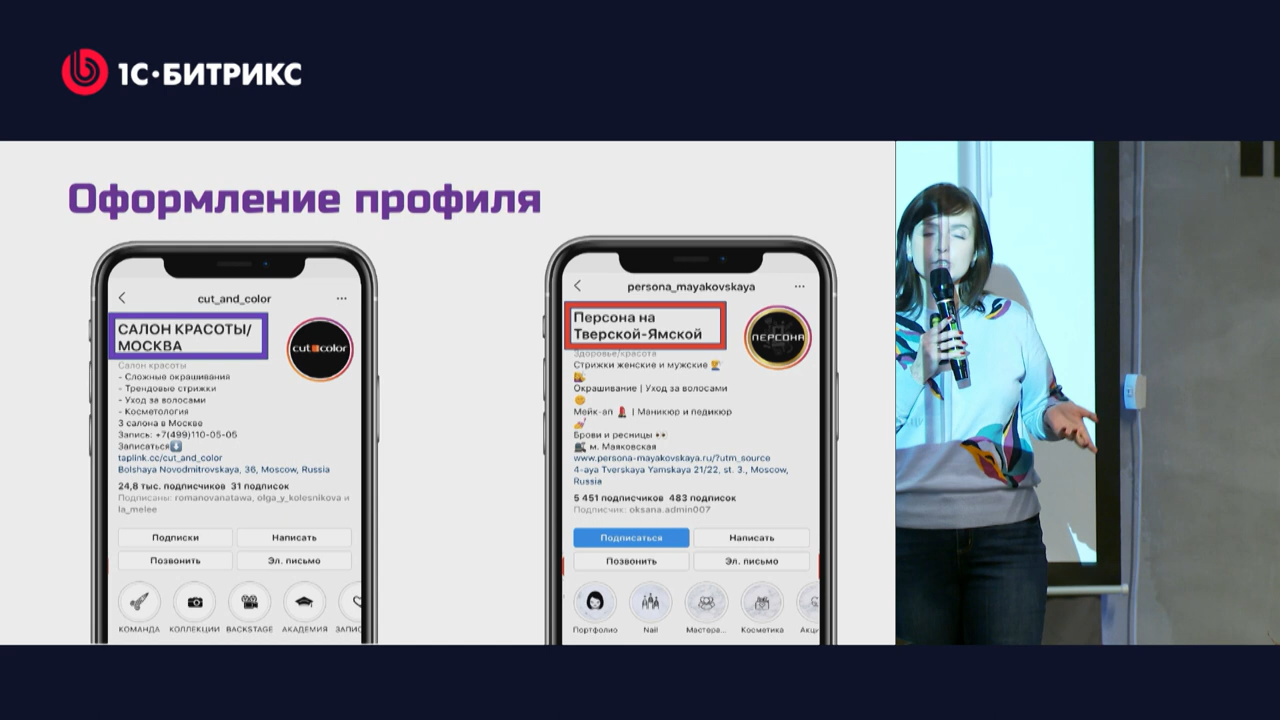 1С·БИТРИКС
Оформление профиля
cut_and_color
САЛОН КРАСОТЫ/
МОСКВА
cut color
Салон красоты
- Сложные окрашивания
- Трендовые стрижки
- Уход за волосами
- Косметология
3 салона в Москве
Запись: +7(499)110-05-05
Записаться⬇️
taplink.cc/cut_and_color
Bolshaya Novodmitrovskaya, 36, Moscow, Russia
24,8 тыс. подписчиков 31 подписок
Подписаны: romanovanatawa, olga_y_kolesnikova и
la_melee
Подписки
Написать
Позвонить
Эл. письмо
КОМАНДА
КОЛЛЕКЦИИ
BACKSTAGE
АКАДЕМИЯ
ЗАПИС
persona_mayakovskaya
Персона на
Тверской-Ямской
ПЕРСОНА
Здоровье/красота
Стрижки женские и мужские
Окрашивание | Уход за волосами
Мейк-ап 💄 | Маникюр и педикюр
Брови и ресницы 👀
м. Маяковская
www.persona-mayakovskaya.ru/?utm_source
4-aya Tverskaya Yamskaya 21/22, st. 3., Moscow,
Russia
5 451 подписчиков 483 подписок
Подписчик: oksana.admin007
Подписаться
Написать
Позвонить
Эл. письмо
Портфолио
Nail
Мастера...
Косметика
Акци